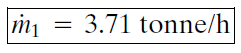 ṁ₁ = 3.71 tonne/h